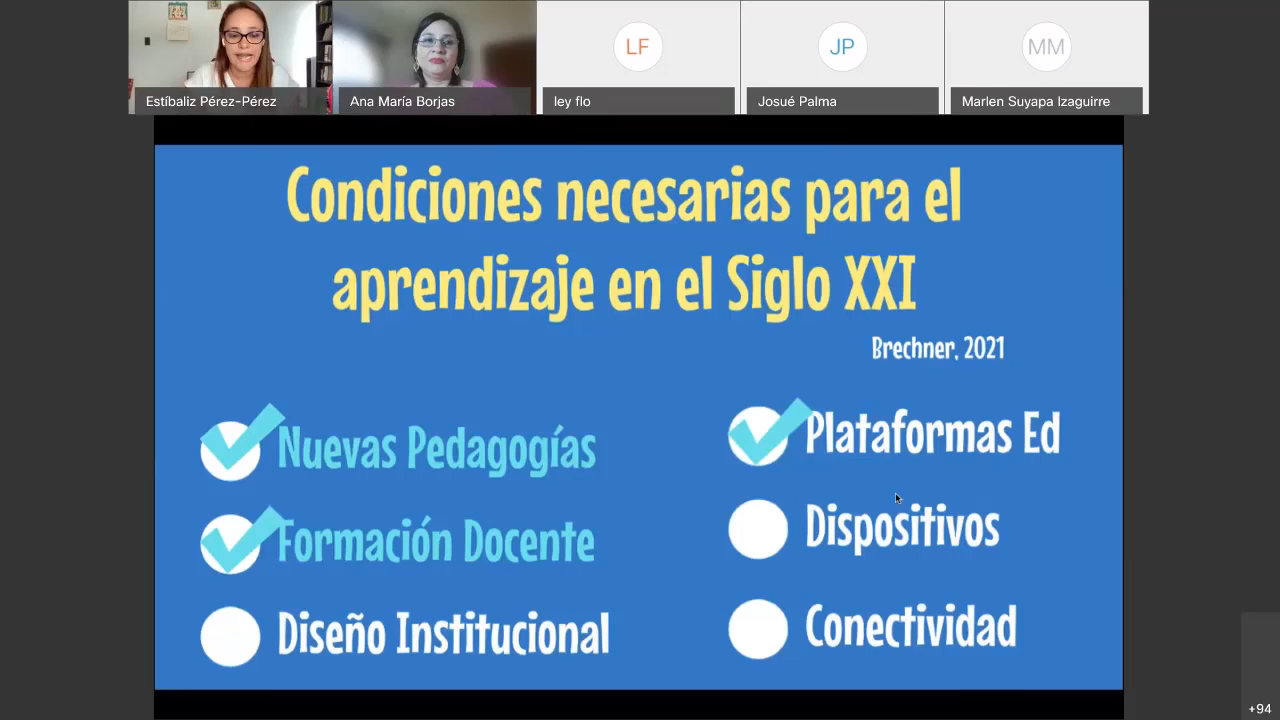 Estíbaliz Pérez-Pérez
Ana María Borjas
LF
ley flo
JP
Josué Palma
MM
Marlen Suyapa Izaguirre
Condiciones necesarias para el
aprendizaje en el Siglo XXI
Brechner, 2021
Nuevas Pedagogías
Formación Docente
Diseño Institucional
Plataformas Ed
Dispositivos
Conectividad
+94